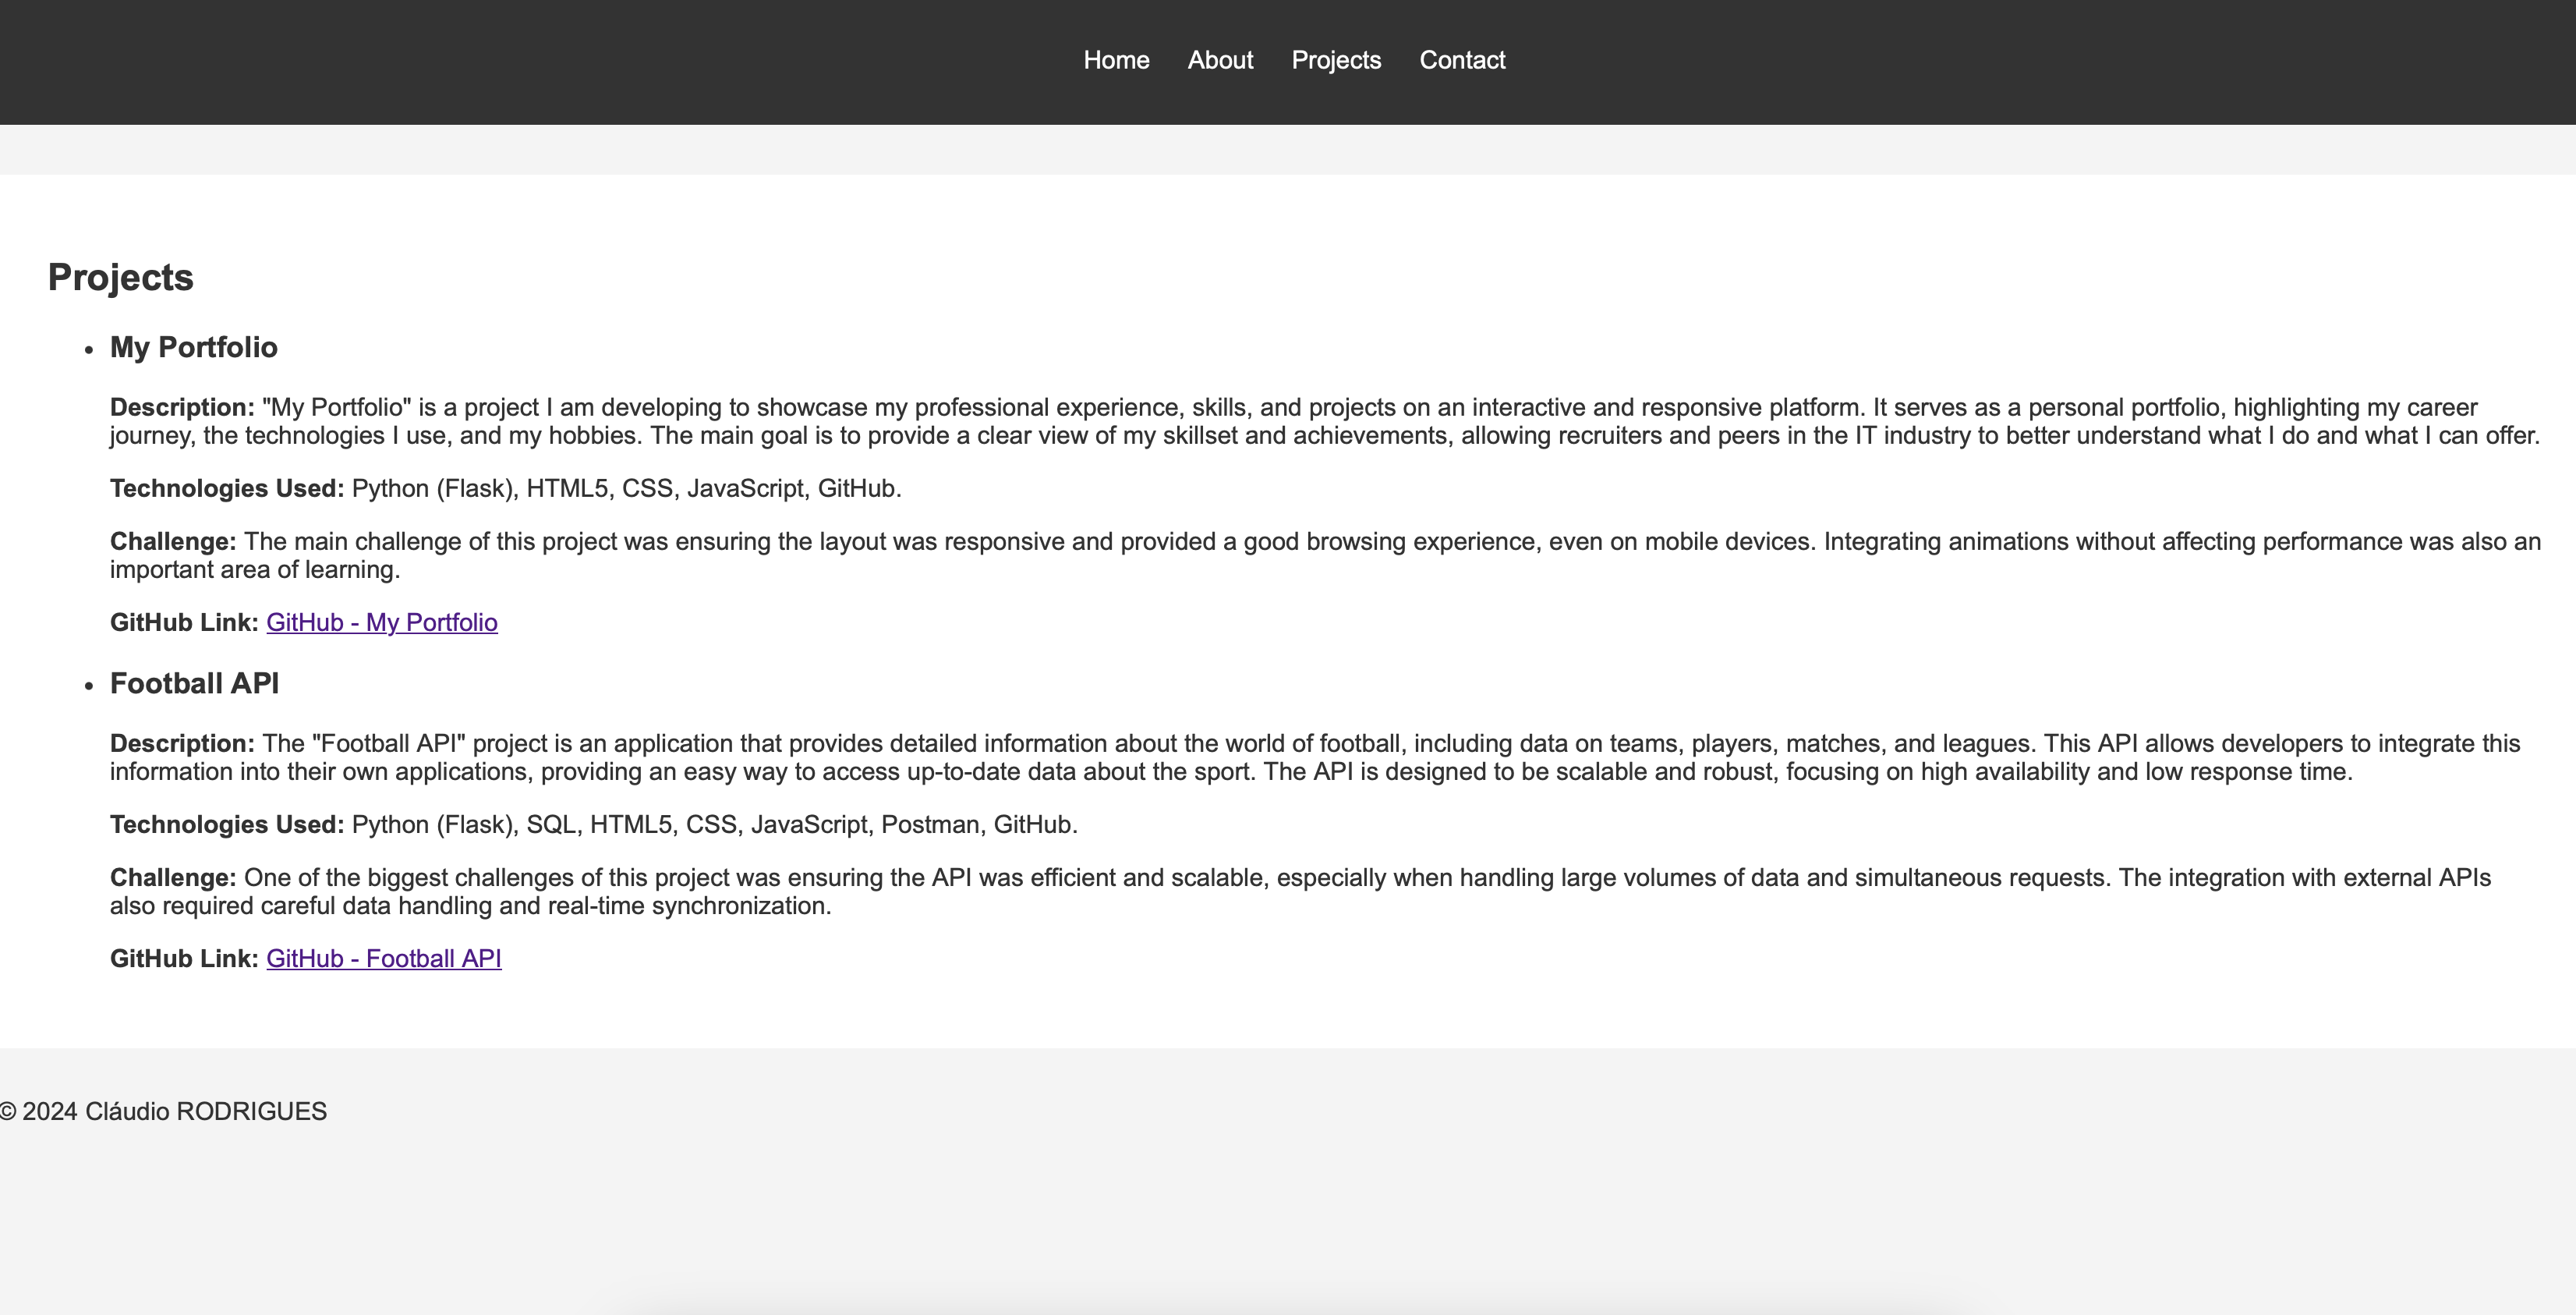 Home About Projects Contact
Projects
• My Portfolio
Description: "My Portfolio" is a project I am developing to showcase my professional experience, skills, and projects on an interactive and responsive platform. It serves as a personal portfolio, highlighting my career
journey, the technologies I use, and my hobbies. The main goal is to provide a clear view of my skillset and achievements, allowing recruiters and peers in the IT industry to better understand what I do and what I can offer.
Technologies Used: Python (Flask), HTML5, CSS, JavaScript, GitHub.
Challenge: The main challenge of this project was ensuring the layout was responsive and provided a good browsing experience, even on mobile devices. Integrating animations without affecting performance was also an
important area of learning.
GitHub Link: GitHub - My Portfolio
• Football API
Description: The "Football API" project is an application that provides detailed information about the world of football, including data on teams, players, matches, and leagues. This API allows developers to integrate this
information into their own applications, providing an easy way to access up-to-date data about the sport. The API is designed to be scalable and robust, focusing on high availability and low response time.
Technologies Used: Python (Flask), SQL, HTML5, CSS, JavaScript, Postman, GitHub.
Challenge: One of the biggest challenges of this project was ensuring the API was efficient and scalable, especially when handling large volumes of data and simultaneous requests. The integration with external APIs
also required careful data handling and real-time synchronization.
GitHub Link: GitHub - Football API
© 2024 Cláudio RODRIGUES